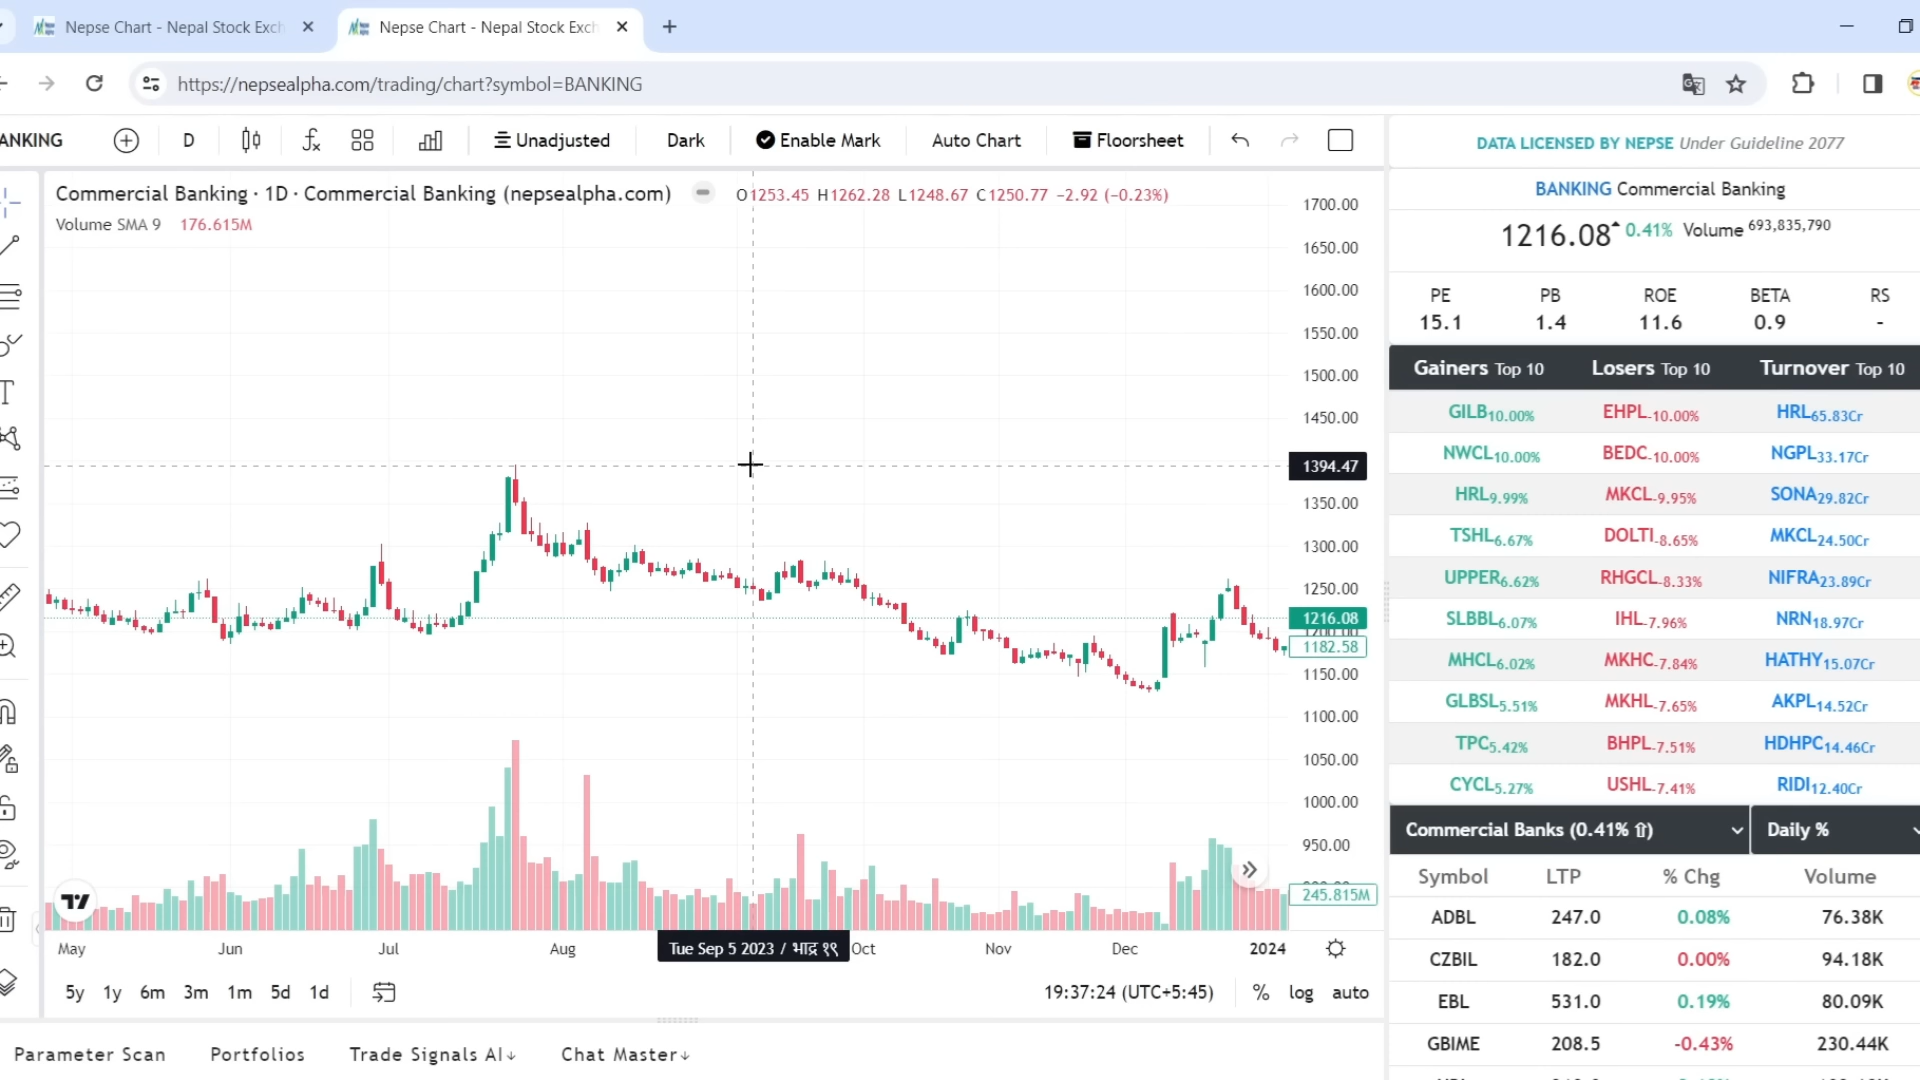 Nepse Chart - Nepal Stock Exch
Nepse Chart - Nepal Stock Exch
https://nepsealpha.com/trading/chart?symbol=BANKING
ANKING D Unadjusted Dark Enable Mark Auto Chart Floorsheet
Commercial Banking · 1D · Commercial Banking (nepsealpha.com) O1253.45 H1262.28 L1248.67 C1250.77 −2.92 (−0.23%)
Volume SMA 9 176.615M
1700.00
1650.00
1600.00
1550.00
1500.00
1450.00
1394.47
1350.00
1300.00
1250.00
1216.08
1200.00
1182.58
1150.00
1100.00
1050.00
1000.00
950.00
245.815M
May Jun Jul Aug Tue Sep 5 2023 / भाद्र १९ Oct Nov Dec 2024
5y 1y 6m 3m 1m 5d 1d 19:37:24 (UTC+5:45) % log auto
Parameter Scan Portfolios Trade Signals AI↓ Chat Master↓
DATA LICENSED BY NEPSE Under Guideline 2077
BANKING Commercial Banking
1216.08 0.41% Volume 693,835,790
PE PB ROE BETA RS
15.1 1.4 11.6 0.9 -
Gainers Top 10 Losers Top 10 Turnover Top 10
GILB10.00% EHPL-10.00% HRL65.83Cr
NWCL10.00% BEDC-10.00% NGPL33.17Cr
HRL9.99% MKCL-9.95% SONA29.82Cr
TSHL6.67% DOLTI-8.65% MKCL24.50Cr
UPPER6.62% RHGCL-8.33% NIFRA23.89Cr
SLBBL6.07% IHL-7.96% NRN18.97Cr
MHCL6.02% MKHC-7.84% HATHY15.07Cr
GLBSL5.51% MKHL-7.65% AKPL14.52Cr
TPC5.42% BHPL-7.51% HDHPC14.46Cr
CYCL5.27% USHL-7.41% RIDI12.40Cr
Commercial Banks (0.41% ⇧) Daily %
Symbol LTP % Chg Volume
ADBL 247.0 0.08% 76.38K
CZBIL 182.0 0.00% 94.18K
EBL 531.0 0.19% 80.09K
GBIME 208.5 -0.43% 230.44K